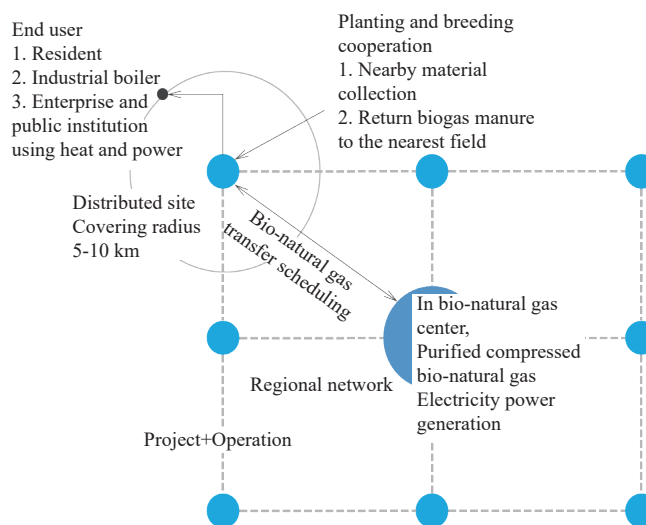 End user
1. Resident
2. Industrial boiler
3. Enterprise and
public institution
using heat and power
Planting and breeding
cooperation
1. Nearby material
collection
2. Return biogas manure
to the nearest field
Distributed site
Covering radius
5-10 km
Bio-natural gas
transfer scheduling
In bio-natural gas
center,
Purified compressed
bio-natural gas
Electricity power
generation
Regional network
Project+Operation